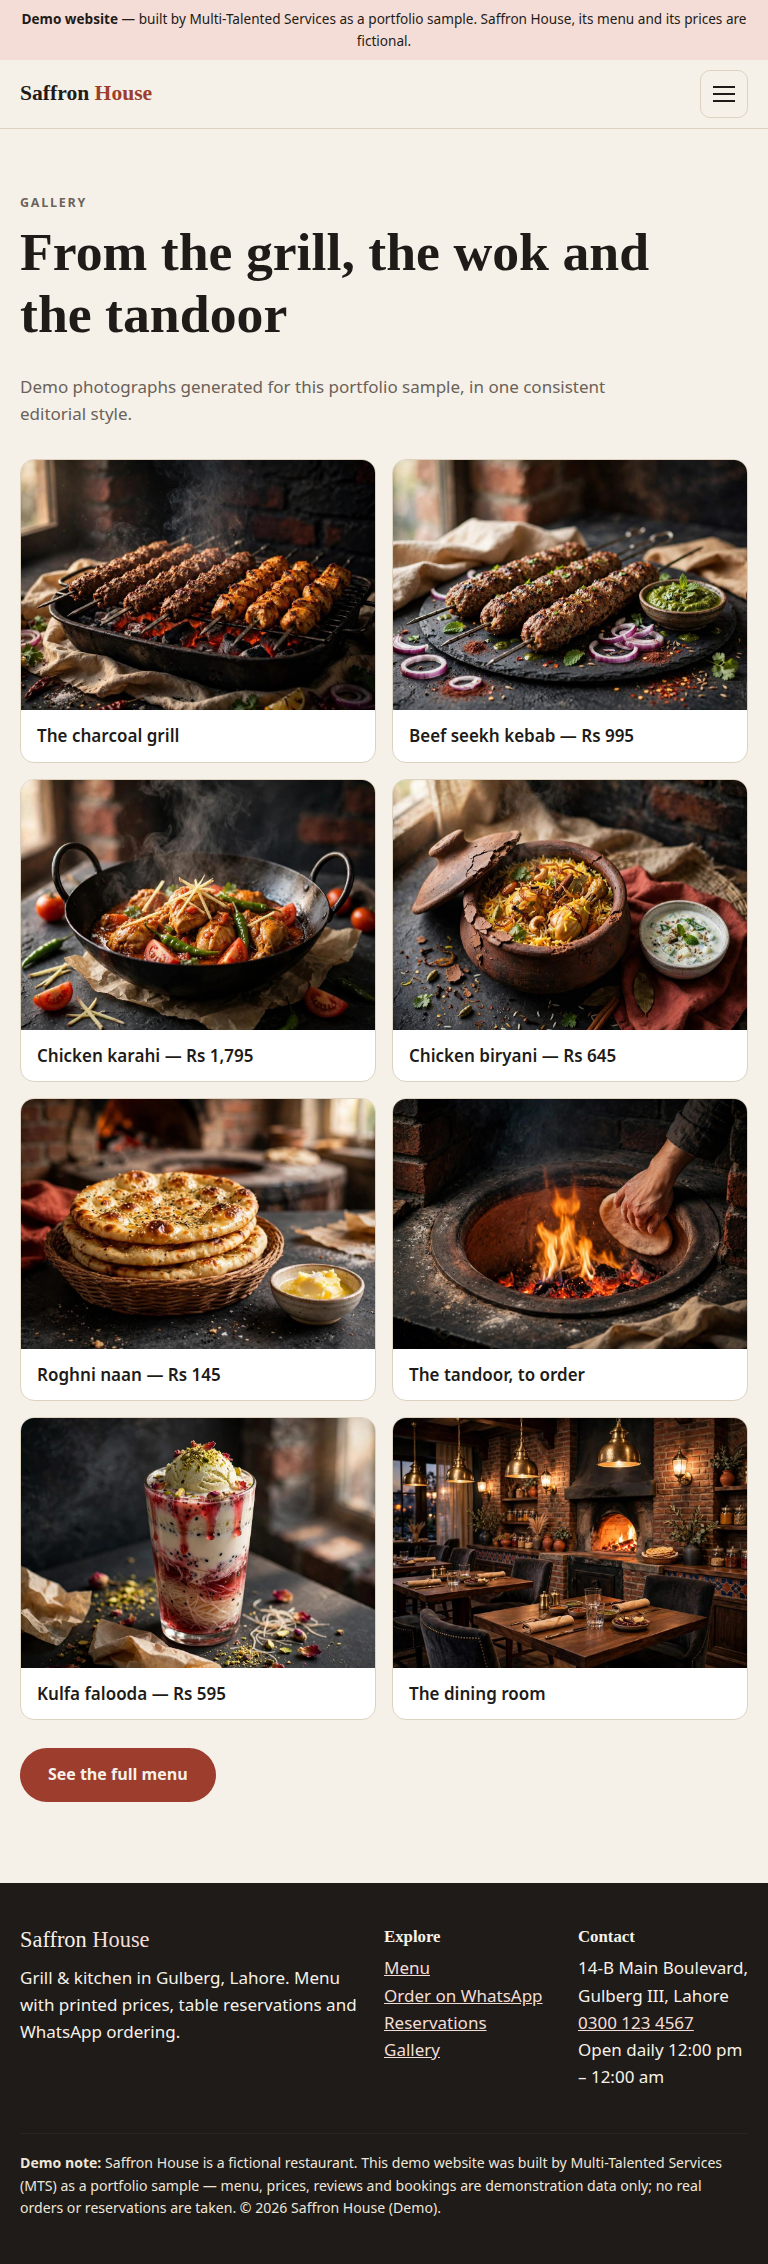 Demo website — built by Multi-Talented Services as a portfolio sample. Saffron House, its menu and its prices are
fictional.
Saffron House
GALLERY
From the grill, the wok and
the tandoor
Demo photographs generated for this portfolio sample, in one consistent
editorial style.
The charcoal grill
Beef seekh kebab — Rs 995
Chicken karahi — Rs 1,795
Chicken biryani — Rs 645
Roghni naan — Rs 145
The tandoor, to order
Kulfa falooda — Rs 595
The dining room
See the full menu
Saffron House
Grill & kitchen in Gulberg, Lahore. Menu
with printed prices, table reservations and
WhatsApp ordering.
Explore
Menu
Order on WhatsApp
Reservations
Gallery
Contact
14-B Main Boulevard,
Gulberg III, Lahore
0300 123 4567
Open daily 12:00 pm
– 12:00 am
Demo note: Saffron House is a fictional restaurant. This demo website was built by Multi-Talented Services
(MTS) as a portfolio sample — menu, prices, reviews and bookings are demonstration data only; no real
orders or reservations are taken. © 2026 Saffron House (Demo).